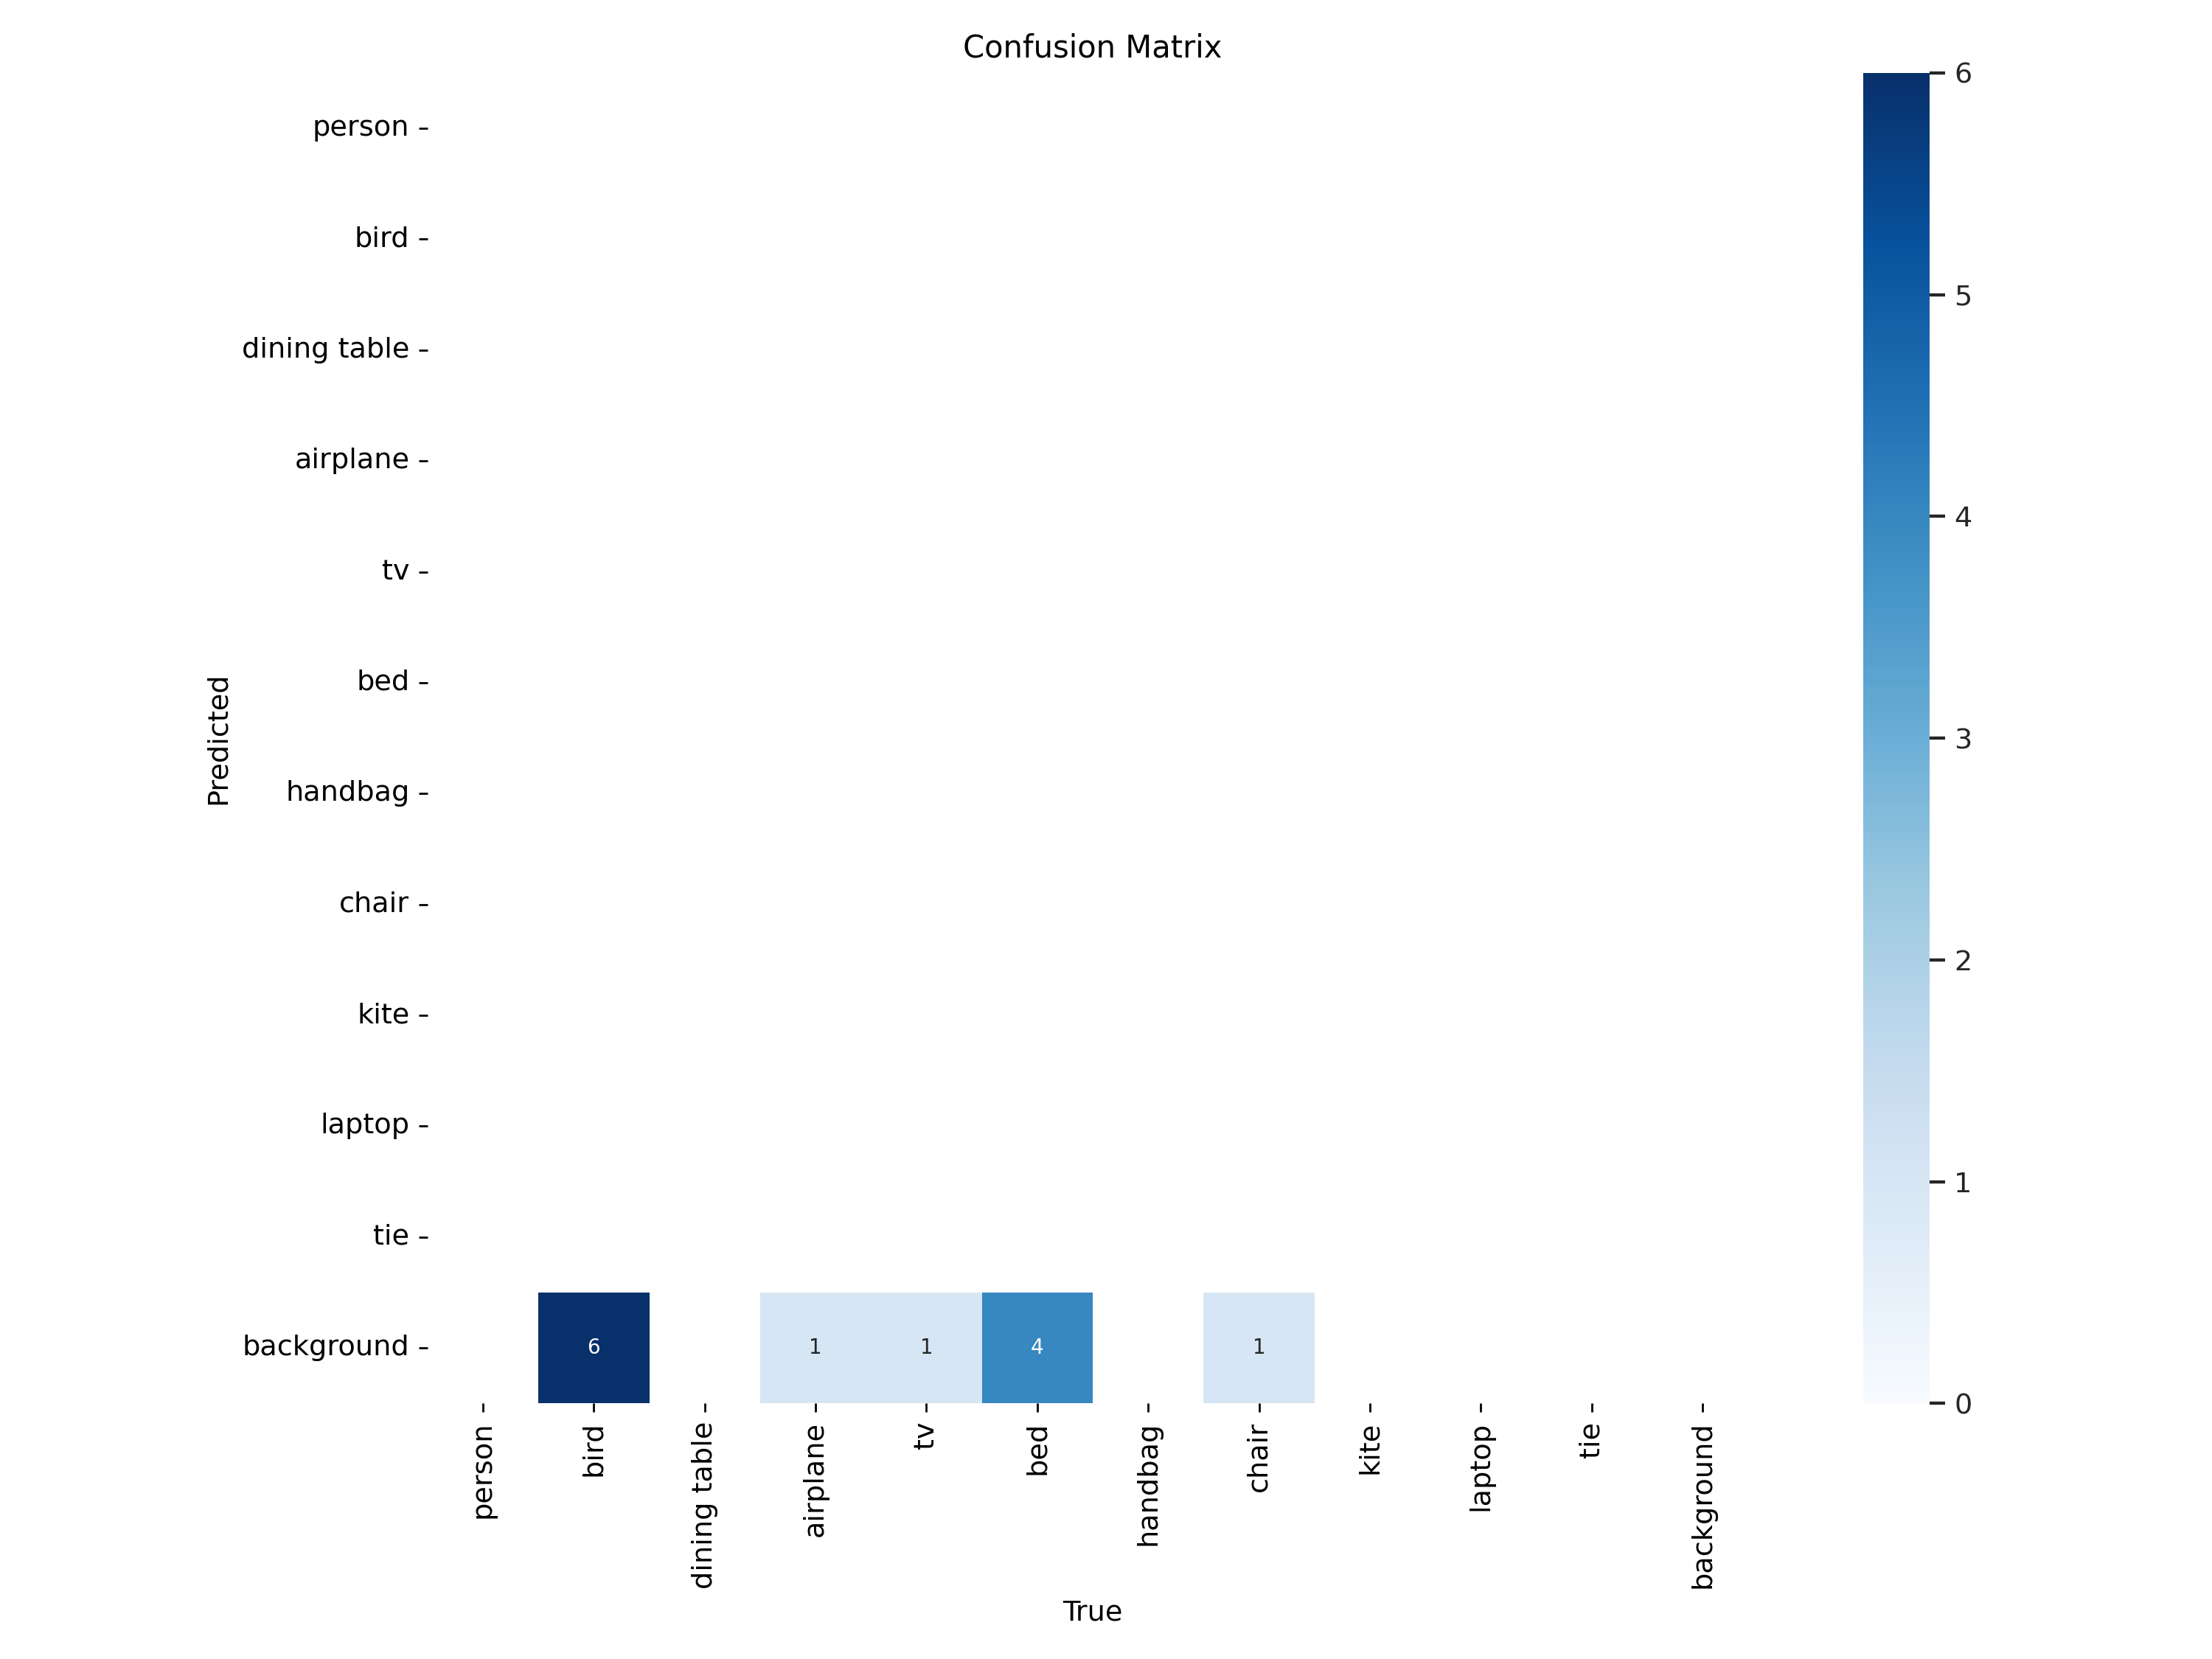 Confusion Matrix
person
bird
dining table
airplane
tv
bed
handbag
chair
kite
laptop
tie
background
Predicted
6 1 1 4 1
person bird dining table airplane tv bed handbag chair kite laptop tie background
True
6
5
4
3
2
1
0